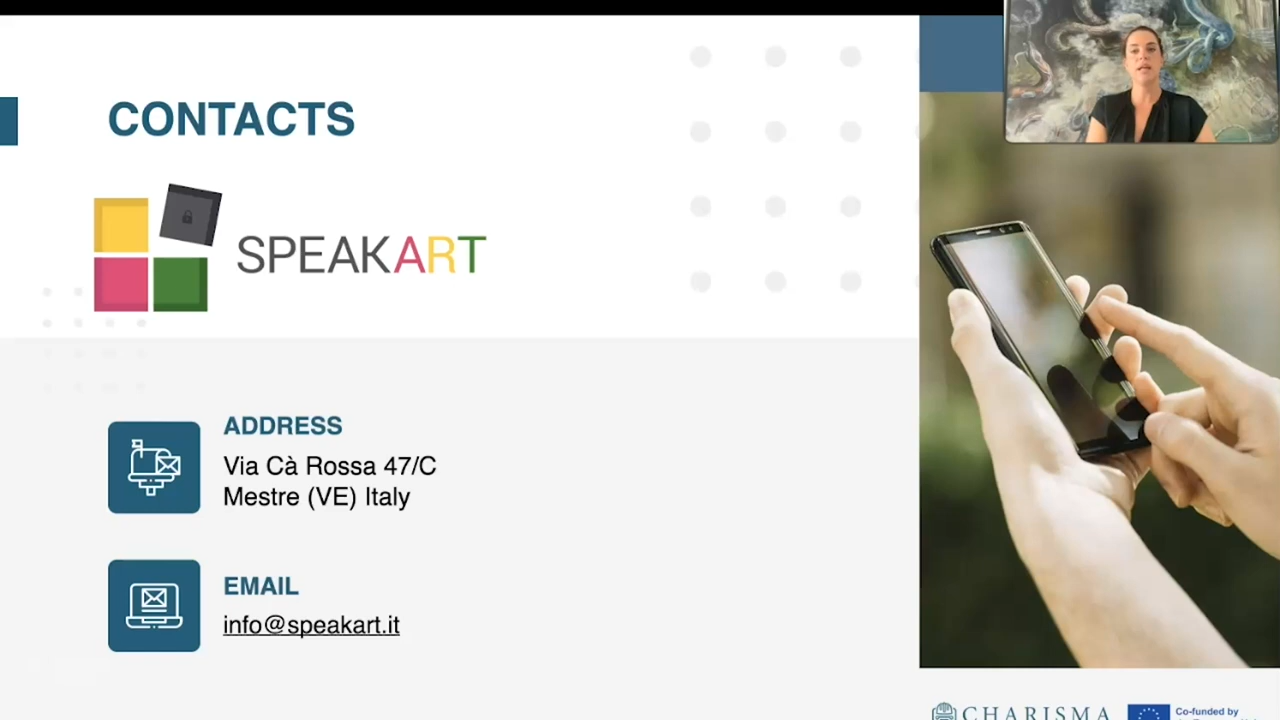 CONTACTS
SPEAKART
ADDRESS
Via Cà Rossa 47/C
Mestre (VE) Italy
EMAIL
info@speakart.it
CHARISMA
Co-funded by